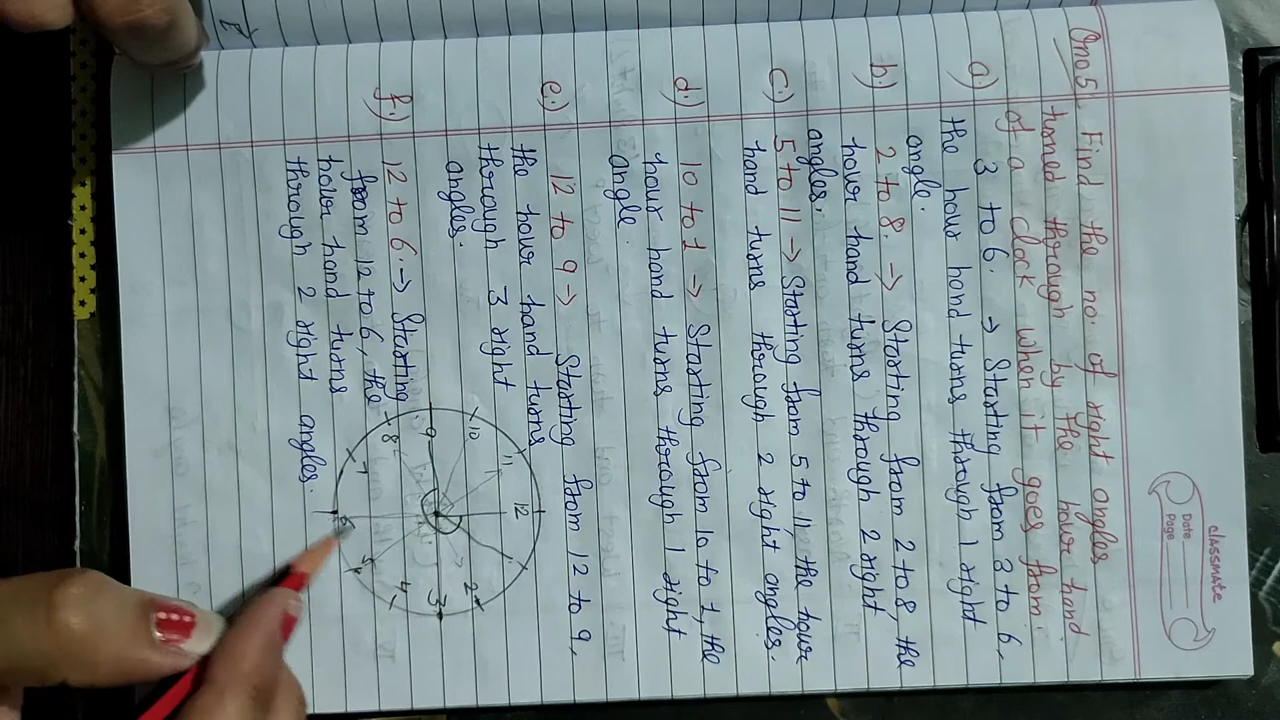 classmate
Date
Page
Qno5. Find the no. of right angles
turned through by the hour hand
of a clock when it goes from:
a) 3 to 6. → Starting from 3 to 6,
the hour hand turns through 1 right
angle.
b.) 2 to 8. → Starting from 2 to 8, the
hour hand turns through 2 right
angles.
c.) 5 to 11 → Starting from 5 to 11, the hour
hand turns through 2 right angles.
d.) 10 to 1 → Starting from 10 to 1, the
hour hand turns through 1 right
angle.
e.) 12 to 9 → Starting from 12 to 9,
the hour hand turns
through 3 right
angles.
f.) 12 to 6. → Starting
from 12 to 6, the
hour hand turns
through 2 right angles.
12
11
10
2
9
3
8
4
7
5
6